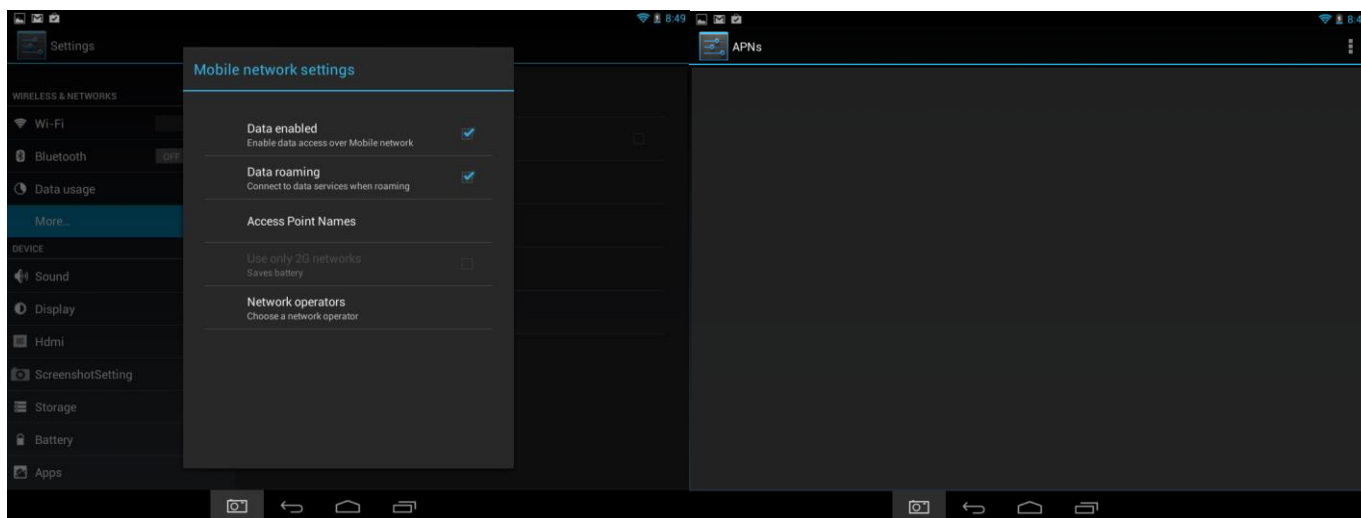 8:49
Settings
Mobile network settings
WIRELESS & NETWORKS
Wi-Fi
Bluetooth OFF
Data usage
More...
DEVICE
Sound
Display
Hdmi
ScreenshotSetting
Storage
Battery
Apps
Data enabled
Enable data access over Mobile network
Data roaming
Connect to data services when roaming
Access Point Names
Use only 2G networks
Saves battery
Network operators
Choose a network operator
APNs